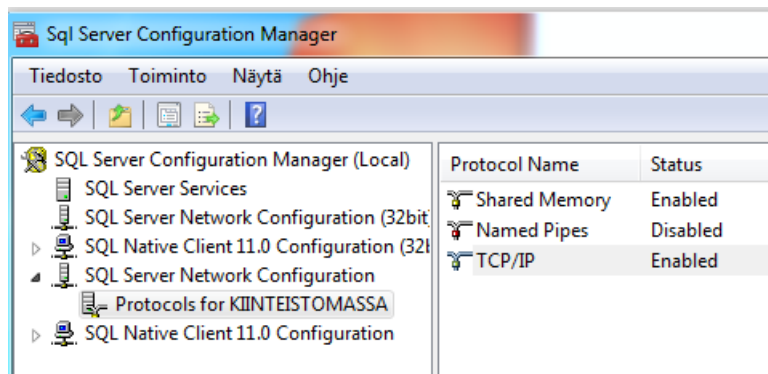 Sql Server Configuration Manager
Tiedosto Toiminto Näytä Ohje
SQL Server Configuration Manager (Local)
SQL Server Services
SQL Server Network Configuration (32bit
SQL Native Client 11.0 Configuration (32b
SQL Server Network Configuration
Protocols for KIINTEISTOMASSA
SQL Native Client 11.0 Configuration
Protocol Name Status
Shared Memory Enabled
Named Pipes Disabled
TCP/IP Enabled